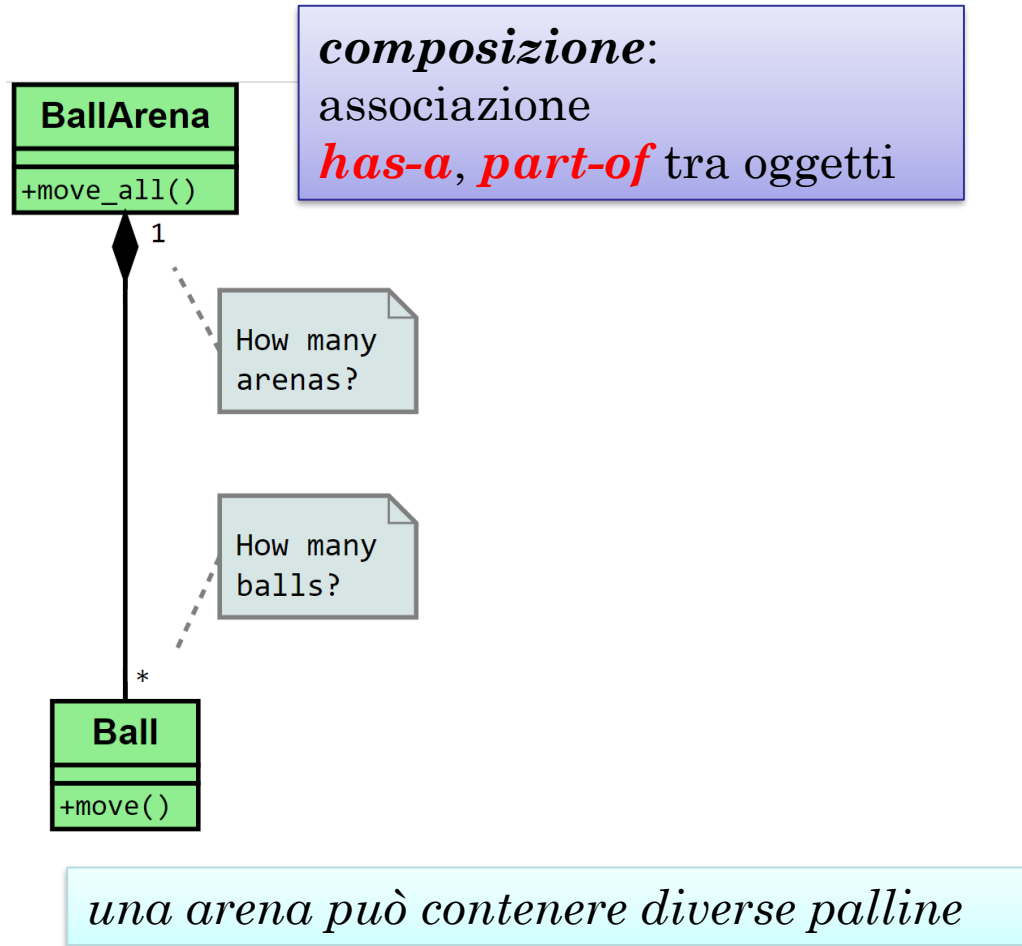 composizione:
associazione
has-a, part-of tra oggetti
BallArena
+move_all()
1
How many
arenas?
How many
balls?
*
Ball
+move()
una arena può contenere diverse palline